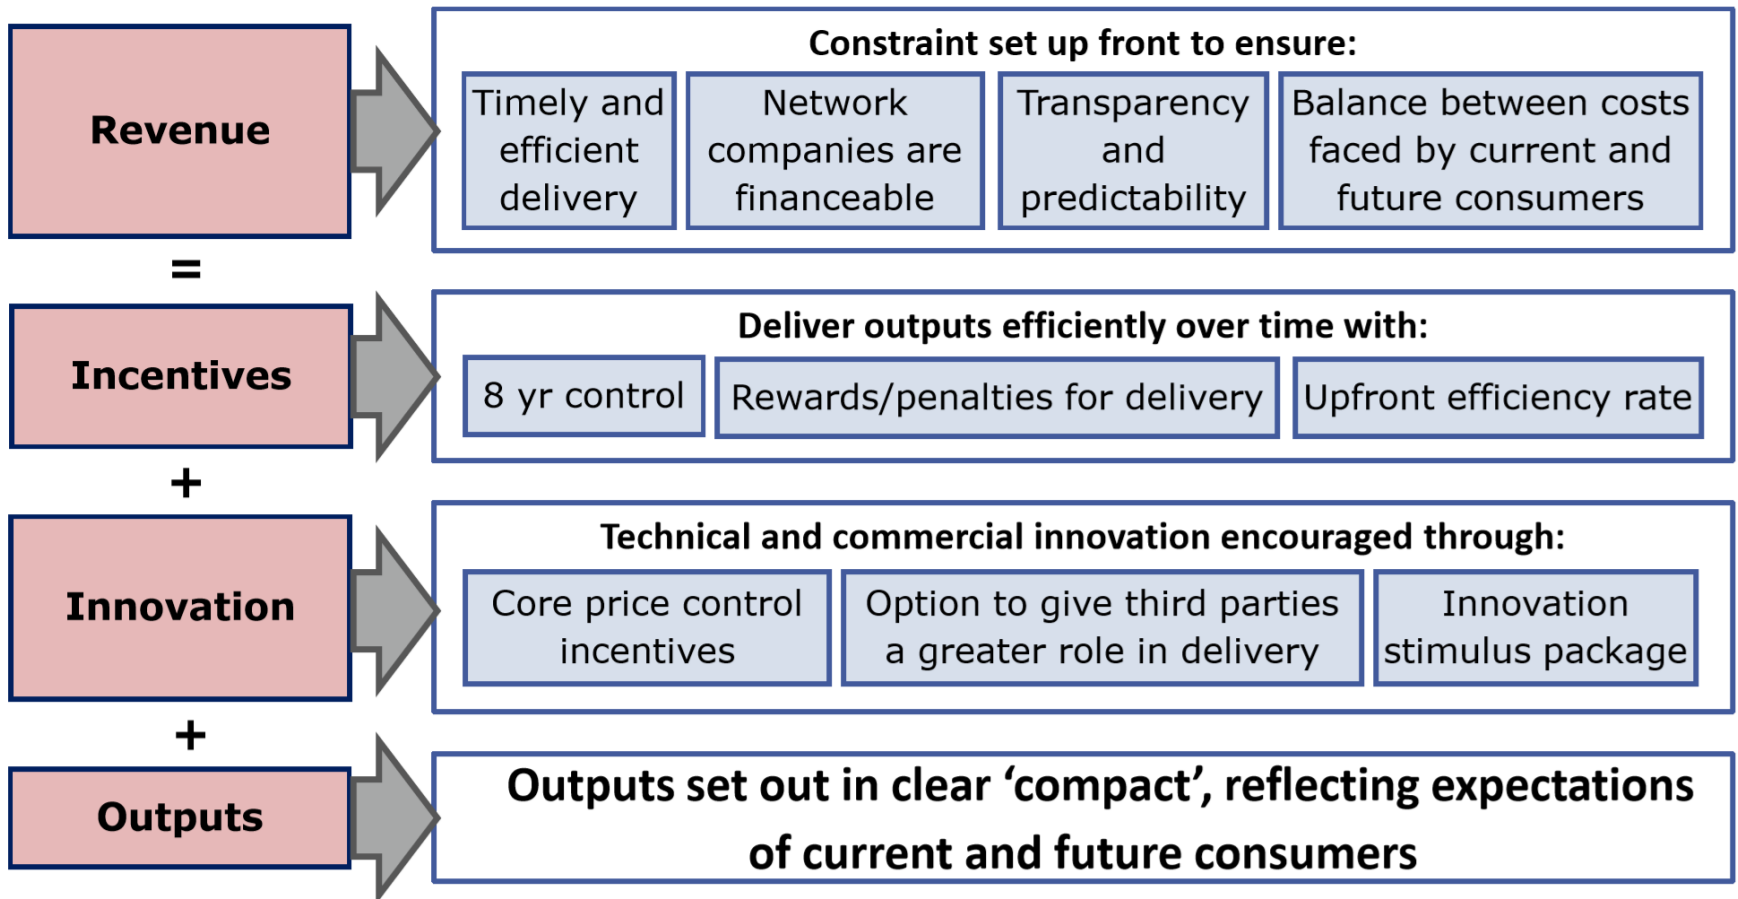 Revenue
Constraint set up front to ensure:
Timely and
efficient
delivery
Network
companies are
financeable
Transparency
and
predictability
Balance between costs
faced by current and
future consumers
=
Incentives
Deliver outputs efficiently over time with:
8 yr control
Rewards/penalties for delivery
Upfront efficiency rate
+
Innovation
Technical and commercial innovation encouraged through:
Core price control
incentives
Option to give third parties
a greater role in delivery
Innovation
stimulus package
+
Outputs
Outputs set out in clear ‘compact’, reflecting expectations
of current and future consumers